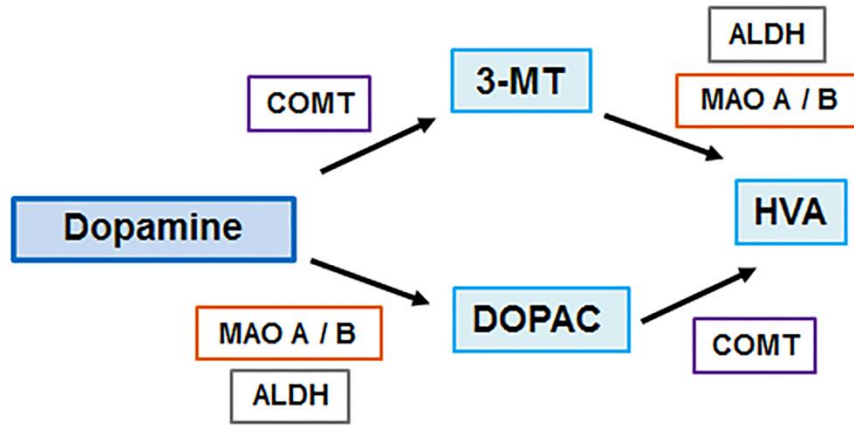 ALDH
3-MT
MAO A / B
COMT
Dopamine
HVA
DOPAC
MAO A / B
COMT
ALDH